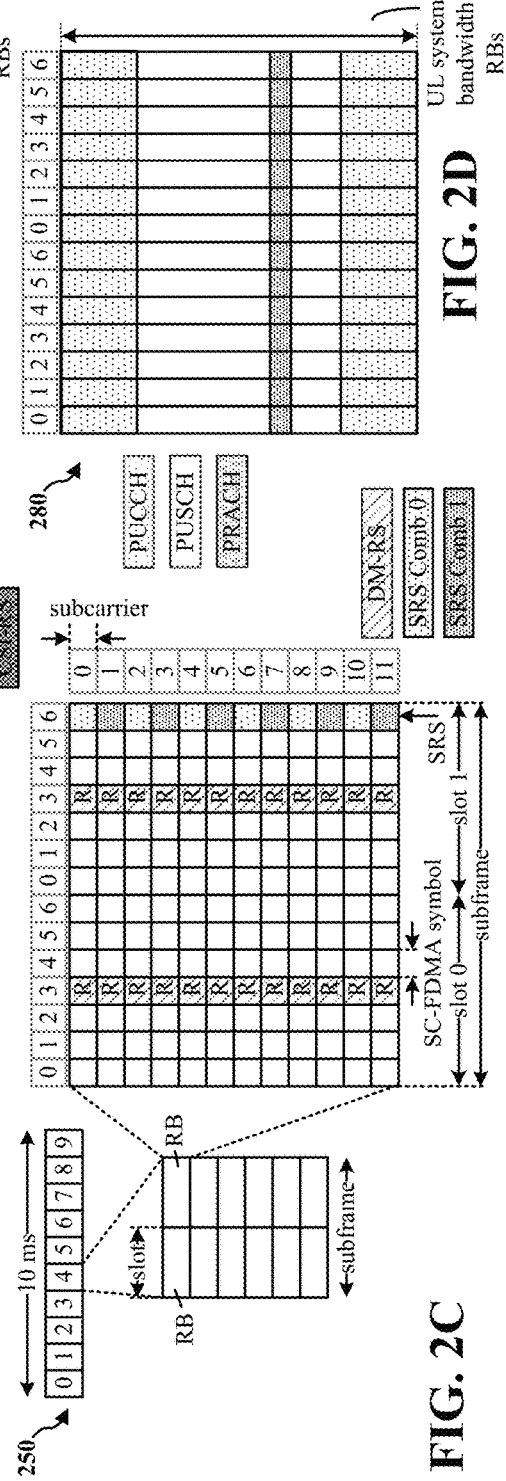 250
10 ms
0 1 2 3 4 5 6 7 8 9
RB
slot
RB
subframe
FIG. 2C
0 1 2 3 4 5 6 0 1 2 3 4 5 6
subcarrier
0
1
2
3
4
5
6
7
8
9
10
11
R R
R R
R R
R R
R R
R R
R R
R R
R R
R R
R R
R R
SC-FDMA symbol
SRS
slot 0
slot 1
subframe
DM-RS
SRS Comb 0
SRS Comb 1
280
PUCCH
PUSCH
PRACH
0 1 2 3 4 5 6 0 1 2 3 4 5 6
UL system
bandwidth
RBs
FIG. 2D
RBs